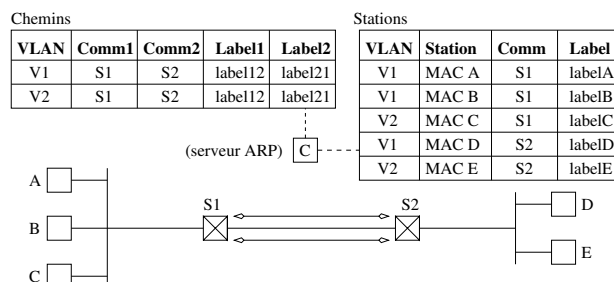 Chemins
VLAN Comm1 Comm2 Label1 Label2
V1 S1 S2 label12 label21
V2 S1 S2 label12 label21
Stations
VLAN Station Comm Label
V1 MAC A S1 labelA
V1 MAC B S1 labelB
V2 MAC C S1 labelC
V1 MAC D S2 labelD
V2 MAC E S2 labelE
(serveur ARP) C
A
B
C
S1
S2
D
E